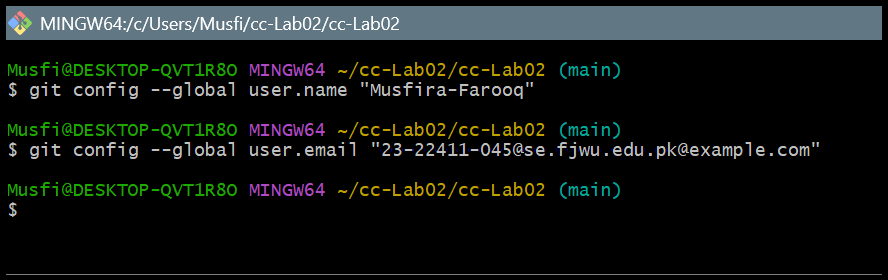 MINGW64:/c/Users/Musfi/cc-Lab02/cc-Lab02
Musfi@DESKTOP-QVT1R8O MINGW64 ~/cc-Lab02/cc-Lab02 (main)
$ git config --global user.name "Musfira-Farooq"
Musfi@DESKTOP-QVT1R8O MINGW64 ~/cc-Lab02/cc-Lab02 (main)
$ git config --global user.email "23-22411-045@se.fjwu.edu.pk@example.com"
Musfi@DESKTOP-QVT1R8O MINGW64 ~/cc-Lab02/cc-Lab02 (main)
$